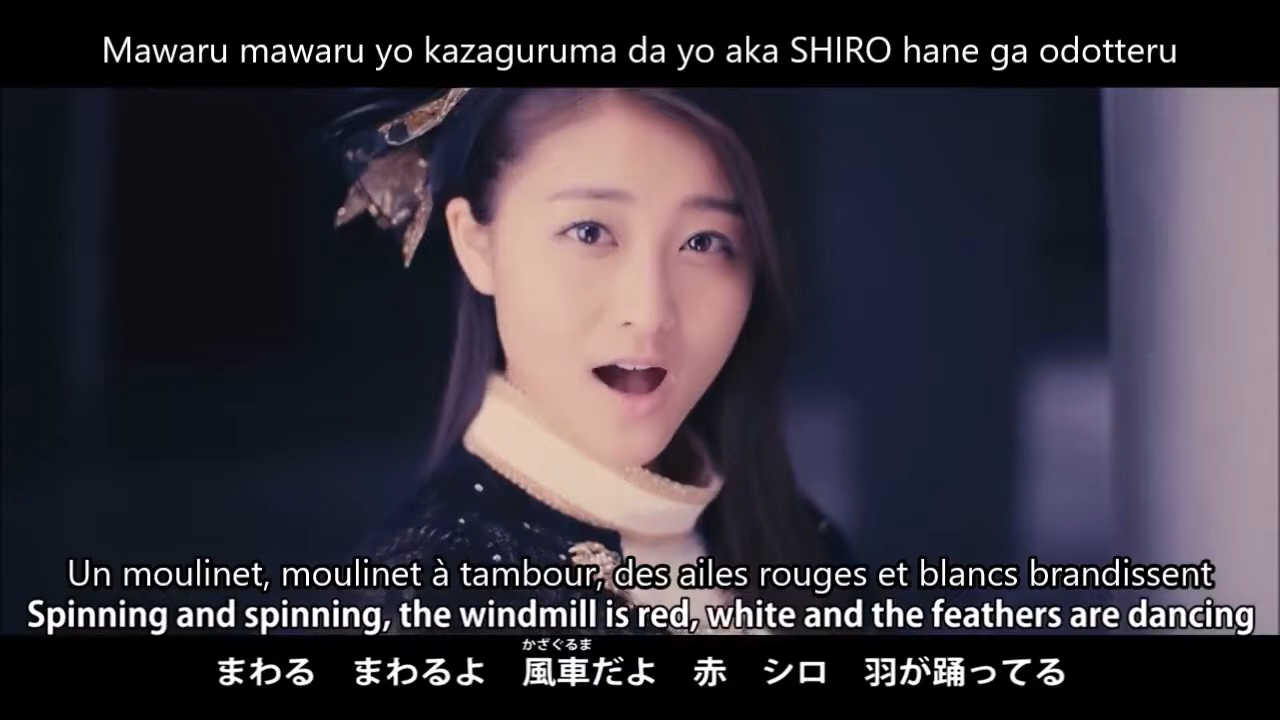 Mawaru mawaru yo kazaguruma da yo aka SHIRO hane ga odotteru
Un moulinet, moulinet à tambour, des ailes rouges et blancs brandissent
Spinning and spinning, the windmill is red, white and the feathers are dancing
かざぐるま
まわる　まわるよ　風車だよ　赤　シロ　羽が踊ってる